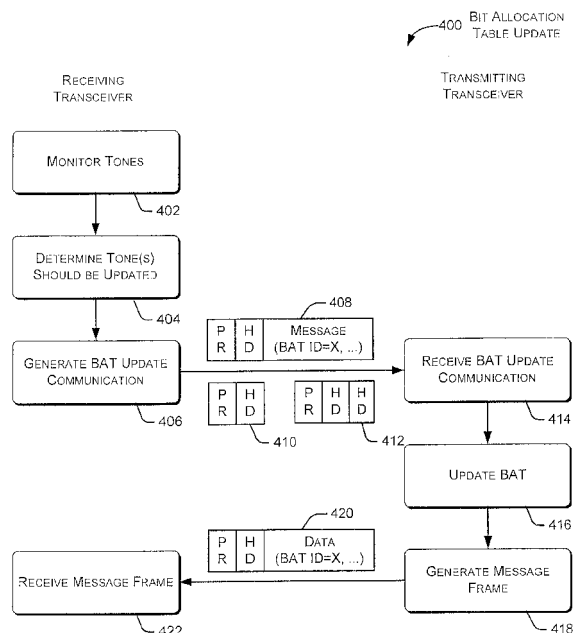 400 BIT ALLOCATION
TABLE UPDATE
RECEIVING
TRANSCEIVER
TRANSMITTING
TRANSCEIVER
MONITOR TONES
402
DETERMINE TONE(S)
SHOULD BE UPDATED
404
GENERATE BAT UPDATE
COMMUNICATION
406
408
P R
H D
MESSAGE
(BAT ID=X, ...)
P R
H D
410
P R
H D
H D
412
RECEIVE BAT UPDATE
COMMUNICATION
414
UPDATE BAT
416
420
P R
H D
DATA
(BAT ID=X, ...)
GENERATE MESSAGE
FRAME
418
RECEIVE MESSAGE FRAME
422